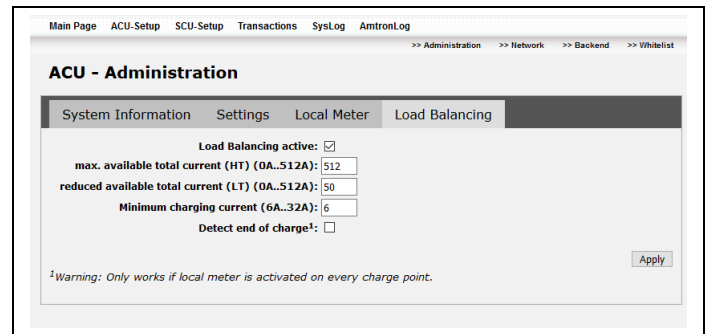 Main Page ACU-Setup SCU-Setup Transactions SysLog AmtronLog
>> Administration >> Network >> Backend >> Whitelist
ACU - Administration
System Information Settings Local Meter Load Balancing
Load Balancing active:
max. available total current (HT) (0A..512A): 512
reduced available total current (LT) (0A..512A): 50
Minimum charging current (6A..32A): 6
Detect end of charge¹:
Apply
¹Warning: Only works if local meter is activated on every charge point.